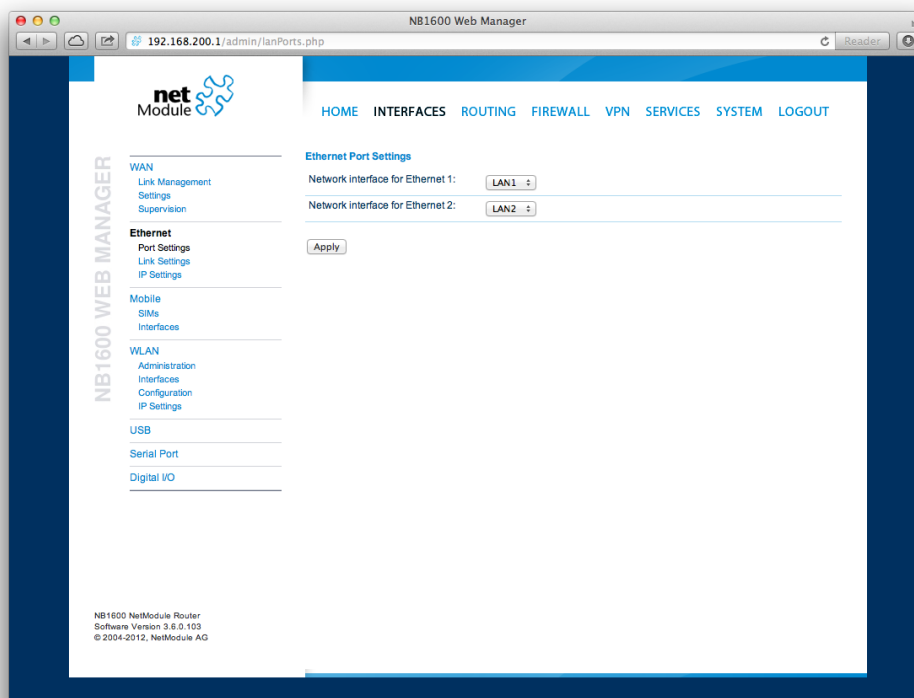 NB1600 Web Manager
192.168.200.1/admin/lanPorts.php
Reader
net
Module
HOME INTERFACES ROUTING FIREWALL VPN SERVICES SYSTEM LOGOUT
NB1600 WEB MANAGER
WAN
Link Management
Settings
Supervision
Ethernet
Port Settings
Link Settings
IP Settings
Mobile
SIMs
Interfaces
WLAN
Administration
Interfaces
Configuration
IP Settings
USB
Serial Port
Digital I/O
Ethernet Port Settings
Network interface for Ethernet 1: LAN1
Network interface for Ethernet 2: LAN2
Apply
NB1600 NetModule Router
Software Version 3.6.0.103
© 2004-2012, NetModule AG